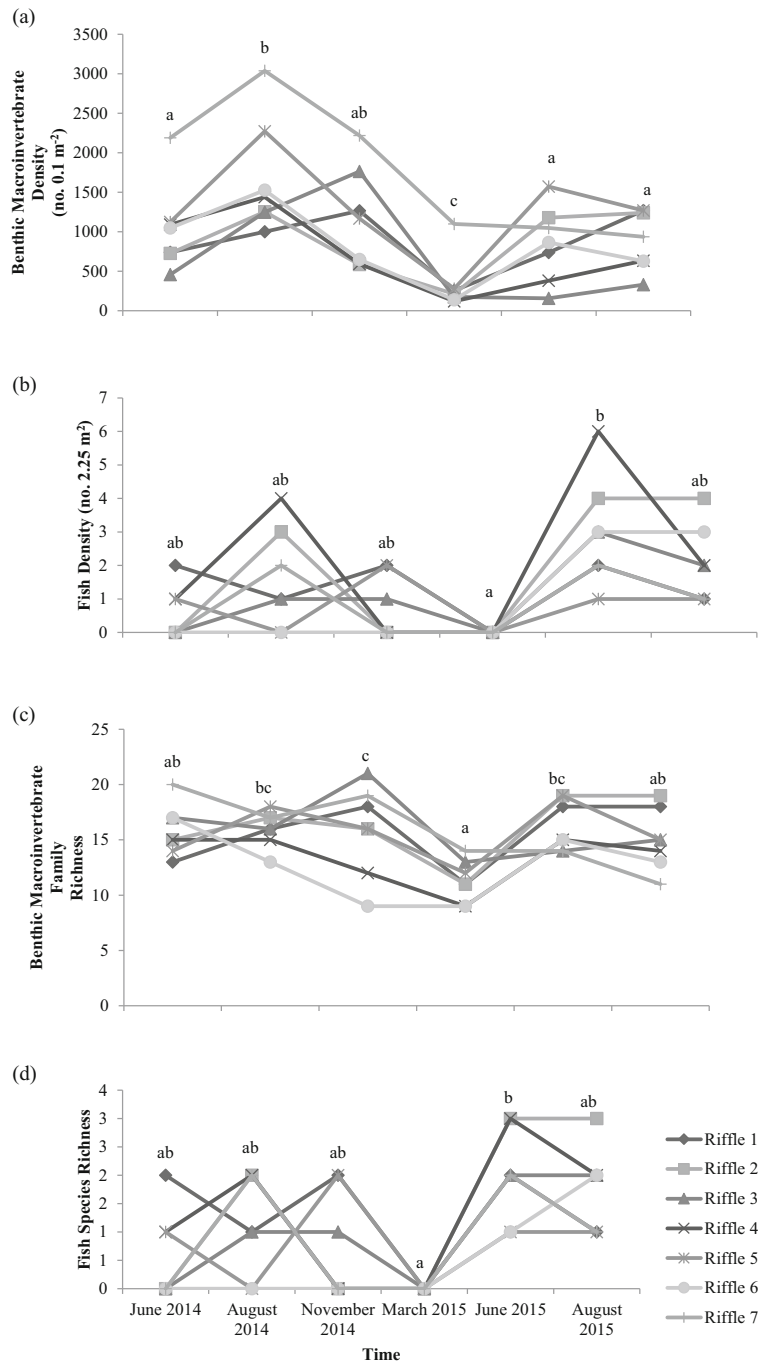 (a)
Benthic Macroinvertebrate
Density
(no. 0.1 m⁻²)
3500
3000
2500
2000
1500
1000
500
0
a
b
ab
c
a
a
(b)
Fish Density (no. 2.25 m²)
7
6
5
4
3
2
1
0
ab
ab
ab
a
b
ab
(c)
Benthic Macroinvertebrate
Family
Richness
25
20
15
10
5
0
ab
bc
c
a
bc
ab
(d)
Fish Species Richness
4
3
3
2
2
1
1
0
ab
ab
ab
a
b
ab
June 2014
August
2014
November
2014
March 2015
June 2015
August
2015
Time
Riffle 1
Riffle 2
Riffle 3
Riffle 4
Riffle 5
Riffle 6
Riffle 7